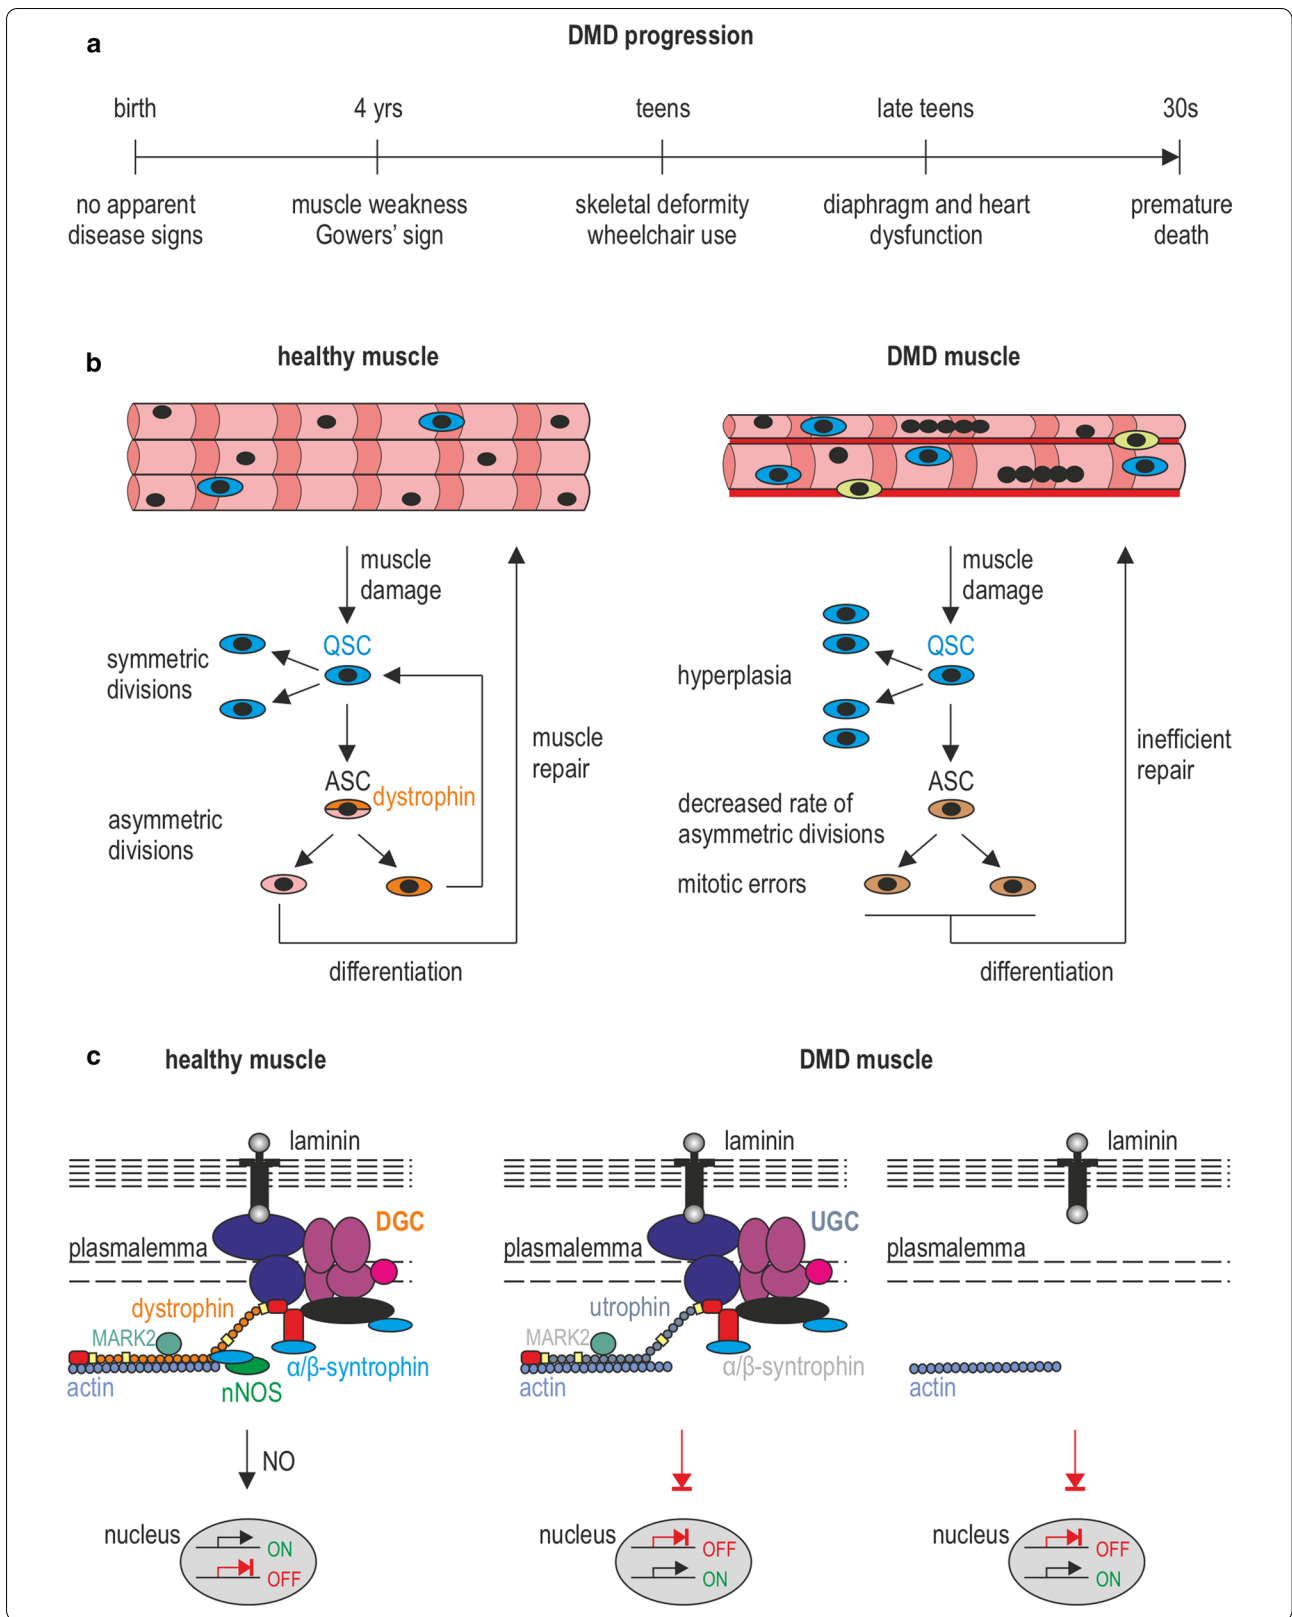 a
DMD progression
birth
4 yrs
teens
late teens
30s
no apparent
disease signs
muscle weakness
Gowers’ sign
skeletal deformity
wheelchair use
diaphragm and heart
dysfunction
premature
death
b
healthy muscle
DMD muscle
muscle
damage
QSC
symmetric
divisions
muscle
repair
ASC
dystrophin
asymmetric
divisions
differentiation
muscle
damage
QSC
hyperplasia
inefficient
repair
ASC
decreased rate of
asymmetric divisions
mitotic errors
differentiation
c
healthy muscle
DMD muscle
laminin
DGC
plasmalemma
dystrophin
MARK2
α/β-syntrophin
actin
nNOS
NO
nucleus
ON
OFF
laminin
UGC
plasmalemma
utrophin
MARK2
α/β-syntrophin
actin
nucleus
OFF
ON
laminin
plasmalemma
actin
nucleus
OFF
ON